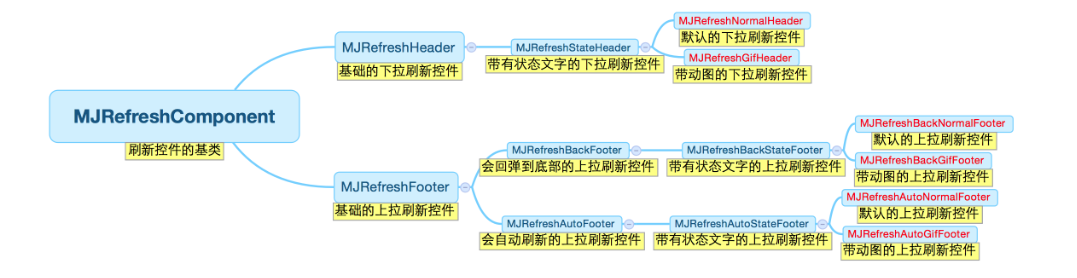 MJRefreshComponent
刷新控件的基类
MJRefreshHeader
基础的下拉刷新控件
MJRefreshStateHeader
带有状态文字的下拉刷新控件
MJRefreshNormalHeader
默认的下拉刷新控件
MJRefreshGifHeader
带动图的下拉刷新控件
MJRefreshFooter
基础的上拉刷新控件
MJRefreshBackFooter
会回弹到底部的上拉刷新控件
MJRefreshBackStateFooter
带有状态文字的上拉刷新控件
MJRefreshBackNormalFooter
默认的上拉刷新控件
MJRefreshBackGifFooter
带动图的上拉刷新控件
MJRefreshAutoFooter
会自动刷新的上拉刷新控件
MJRefreshAutoStateFooter
带有状态文字的上拉刷新控件
MJRefreshAutoNormalFooter
默认的上拉刷新控件
MJRefreshAutoGifFooter
带动图的上拉刷新控件